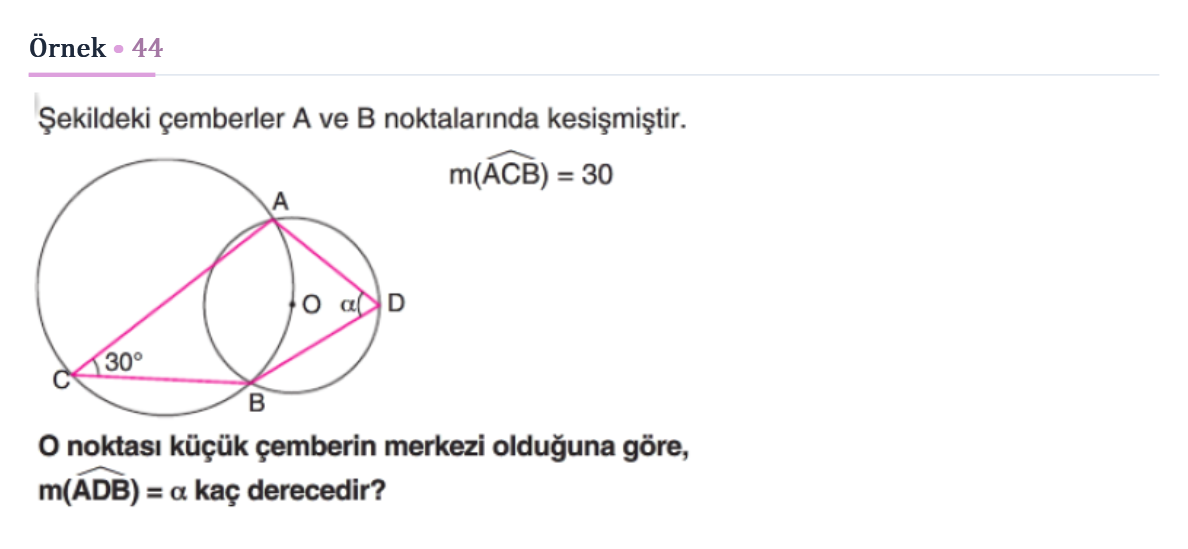 Örnek • 44
Şekildeki çemberler A ve B noktalarında kesişmiştir.
m(ACB) = 30
A
O
α
D
30°
C
B
O noktası küçük çemberin merkezi olduğuna göre,
m(ADB) = α kaç derecedir?